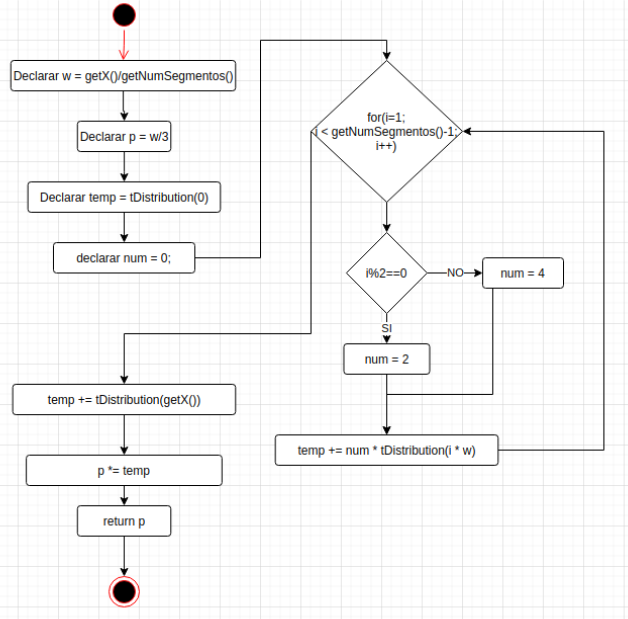 Declarar w = getX()/getNumSegmentos()
Declarar p = w/3
Declarar temp = tDistribution(0)
declarar num = 0;
for(i=1;
i < getNumSegmentos()-1;
i++)
i%2==0
NO
num = 4
SI
num = 2
temp += num * tDistribution(i * w)
temp += tDistribution(getX())
p *= temp
return p